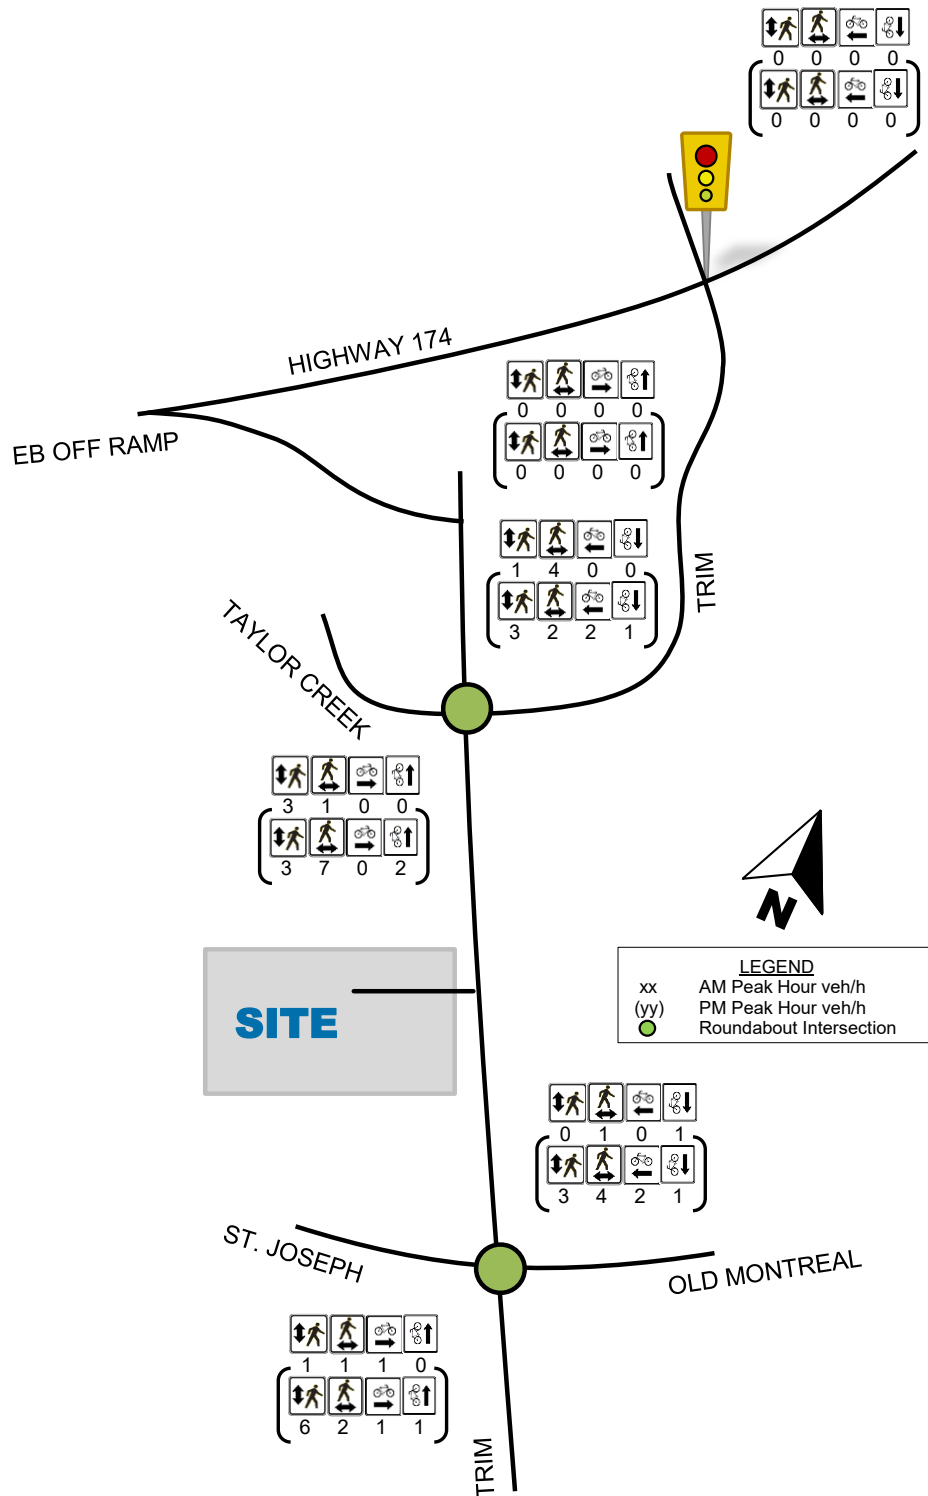 0 0 0 0
0 0 0 0
HIGHWAY 174
EB OFF RAMP
0 0 0 0
0 0 0 0
1 4 0 0
3 2 2 1
TRIM
TAYLOR CREEK
3 1 0 0
3 7 0 2
N
SITE
LEGEND
xx AM Peak Hour veh/h
(yy) PM Peak Hour veh/h
Roundabout Intersection
0 1 0 1
3 4 2 1
ST. JOSEPH
OLD MONTREAL
1 1 1 0
6 2 1 1
TRIM